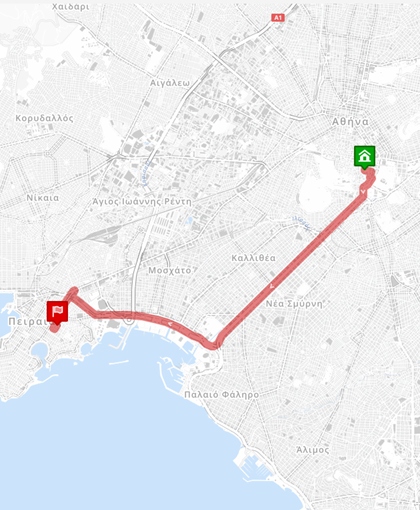 Χαϊδάρι
A1
Αιγάλεω
Κορυδαλλός
Αθήνα
Νίκαια
Άγιος Ιωάννης Ρέντη
Καλλιθέα
Μοσχάτο
Νέα Σμύρνη
Πειραι
Παλαιό Φάληρο
Άλιμος